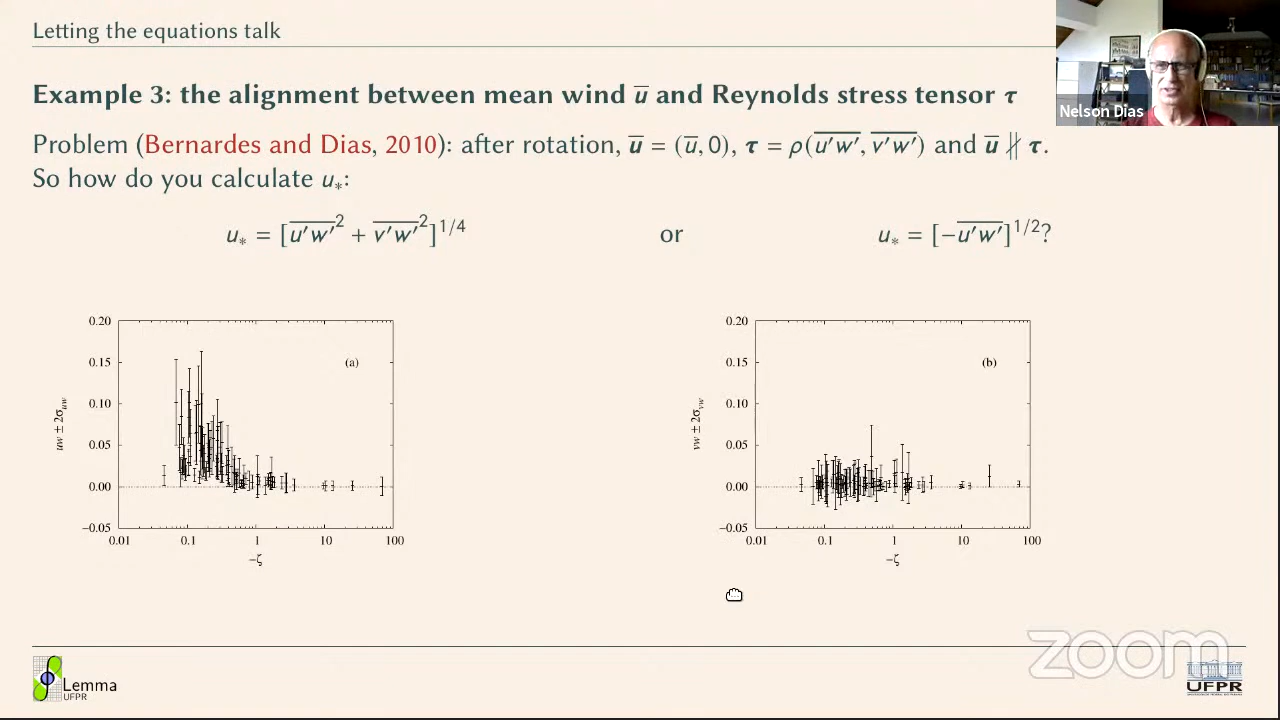 Letting the equations talk
Nelson Dias
Example 3: the alignment between mean wind u̅ and Reynolds stress tensor τ
Problem (Bernardes and Dias, 2010): after rotation, u̅ = (u̅, 0), τ = ρ(u′w′̅, v′w′̅) and u̅ ∦ τ.
So how do you calculate u∗:
u∗ = [u′w′̅² + v′w′̅²]^1/4 or u∗ = [−u′w′̅]^1/2?
0.20
0.15
0.10
0.05
0.00
−0.05
uw ± 2σuw
(a)
0.01 0.1 1 10 100
−ζ
0.20
0.15
0.10
0.05
0.00
−0.05
vw ± 2σvw
(b)
0.01 0.1 1 10 100
−ζ
zoom
Lemma
UFPR
UFPR